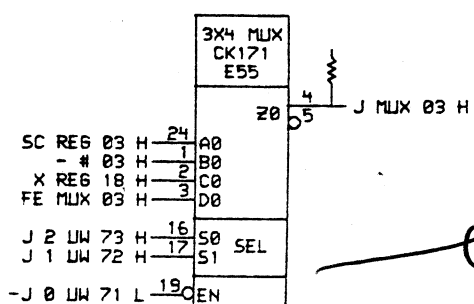 3X4 MUX
CK171
E55
Z0 4 J MUX 03 H
5
SC REG 03 H 24 A0
- # 03 H 1 B0
X REG 18 H 2 C0
FE MUX 03 H 3 D0
J 2 UW 73 H 16 S0
SEL
J 1 UW 72 H 17 S1
-J 0 UW 71 L 19 EN